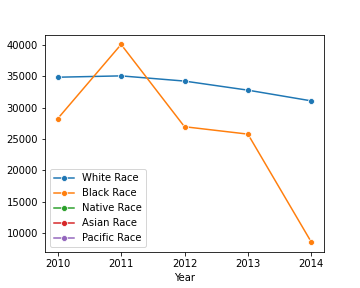 40000
35000
30000
25000
20000
15000
10000
White Race
Black Race
Native Race
Asian Race
Pacific Race
2010 2011 2012 2013 2014
Year